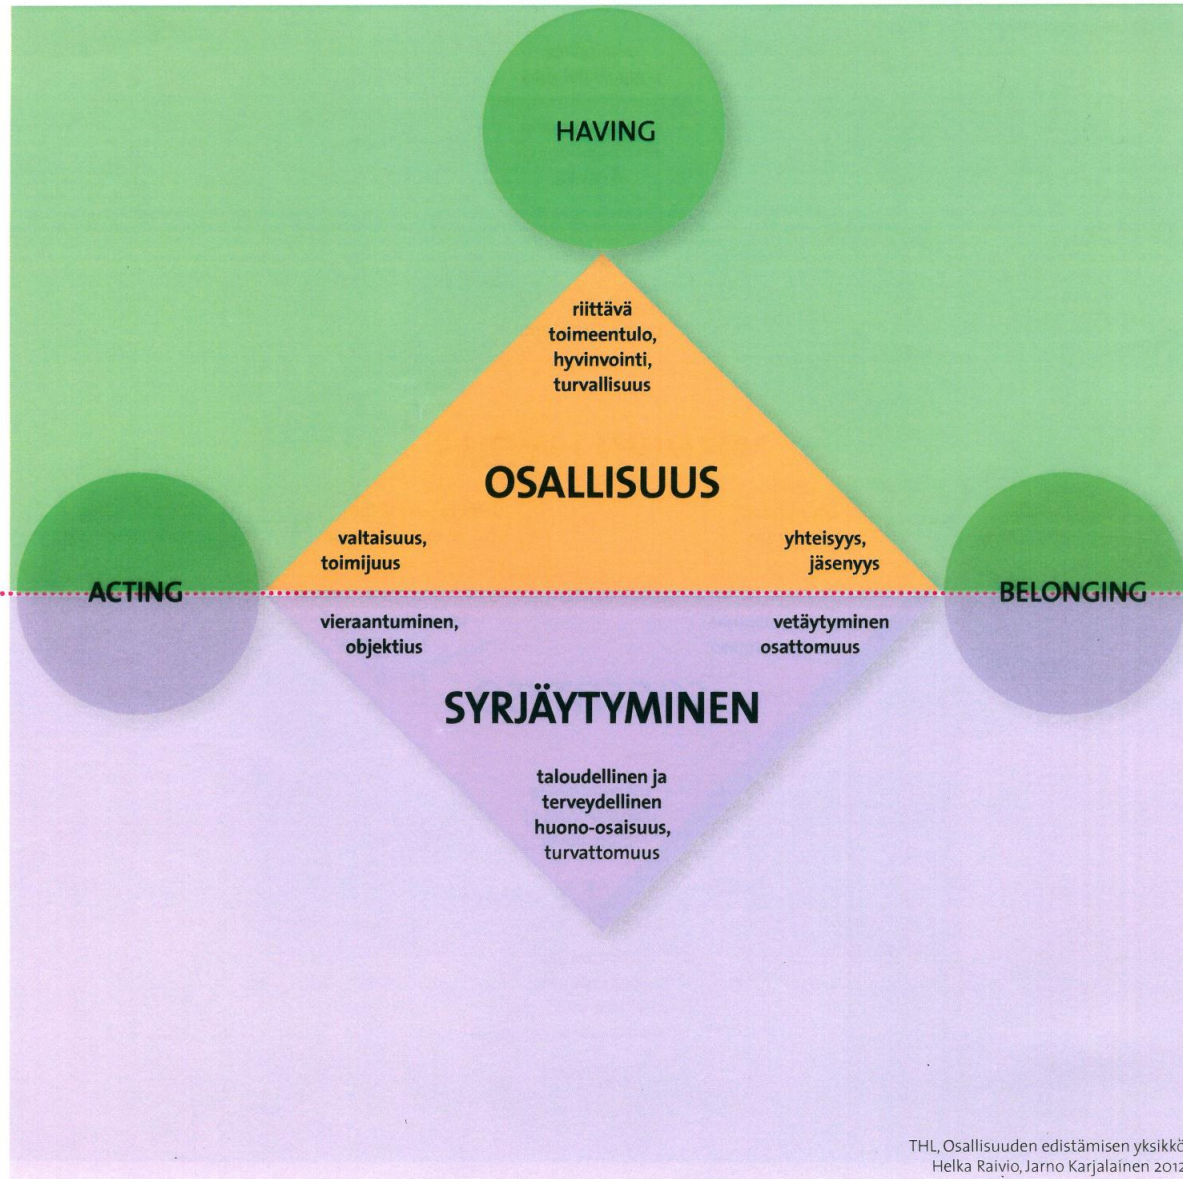 HAVING
riittävä
toimeentulo,
hyvinvointi,
turvallisuus
OSALLISUUS
valtaisuus,
toimijuus
yhteisyys,
jäsenyys
ACTING
BELONGING
vieraantuminen,
objektius
vetäytyminen
osattomuus
SYRJÄYTYMINEN
taloudellinen ja
terveydellinen
huono-osaisuus,
turvattomuus
THL, Osallisuuden edistämisen yksikkö
Helka Raivio, Jarno Karjalainen 2012